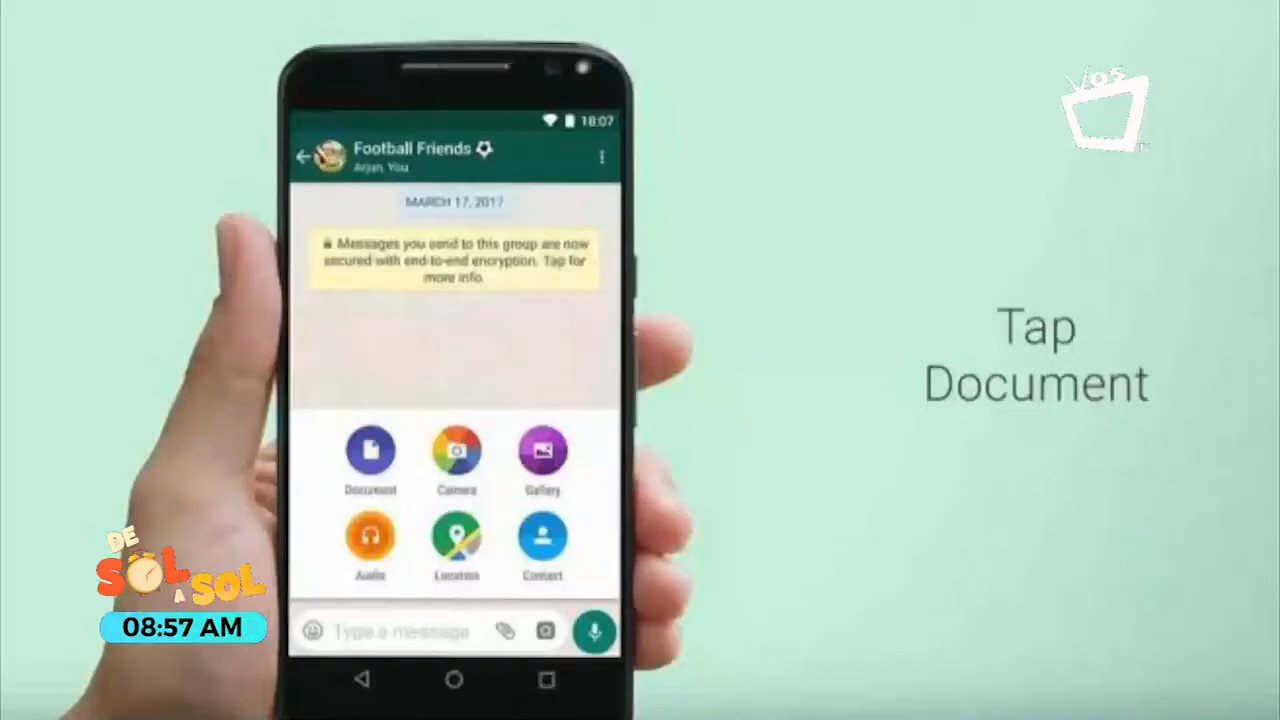 VOS
TV
18:07
Football Friends
Arjun, You
MARCH 17, 2017
Messages you send to this group are now
secured with end-to-end encryption. Tap for
more info.
Tap
Document
Document Camera Gallery
Audio Location Contact
Type a message
DE
SOL
A SOL
08:57 AM